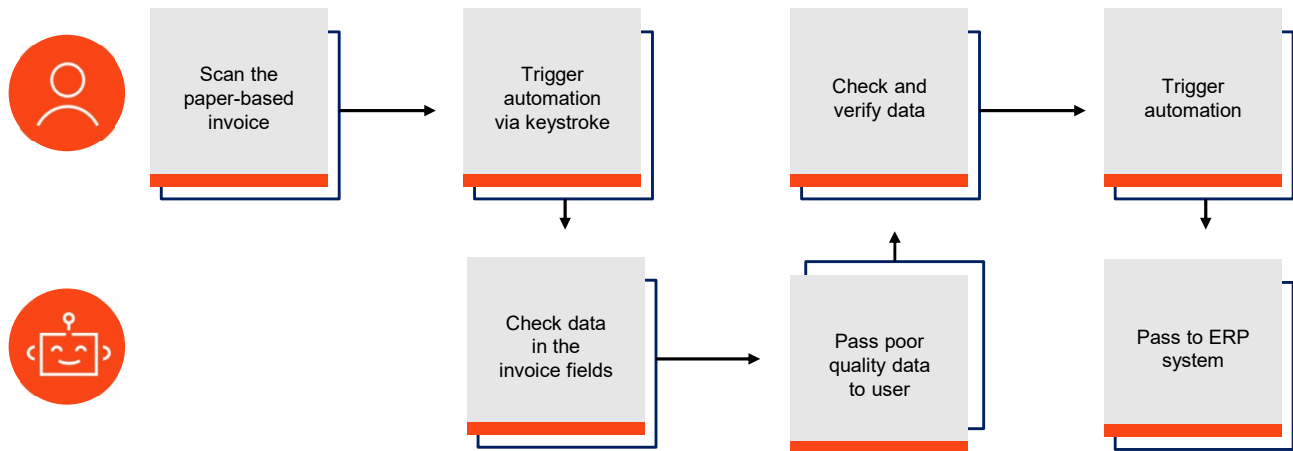 Scan the
paper-based
invoice
Trigger
automation
via keystroke
Check and
verify data
Trigger
automation
Check data
in the
invoice fields
Pass poor
quality data
to user
Pass to ERP
system